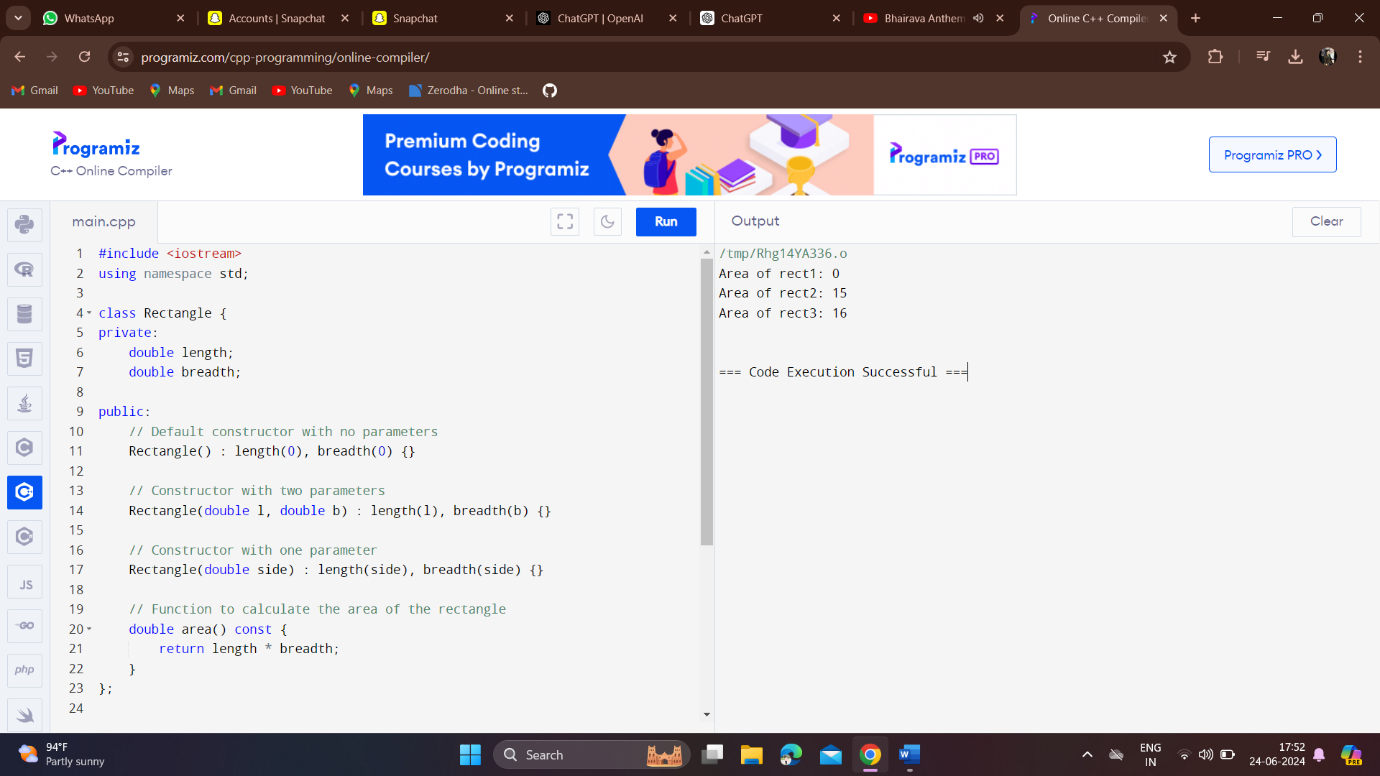 WhatsApp
Accounts | Snapchat
Snapchat
ChatGPT | OpenAI
ChatGPT
Bhairava Anthem
Online C++ Compile
programiz.com/cpp-programming/online-compiler/
Gmail
YouTube
Maps
Gmail
YouTube
Maps
Zerodha - Online st...
Programiz
C++ Online Compiler
Premium Coding
Courses by Programiz
Programiz PRO
Programiz PRO
main.cpp
Run
Output
Clear
1 #include <iostream>
2 using namespace std;
3
4 class Rectangle {
5 private:
6     double length;
7     double breadth;
8
9 public:
10     // Default constructor with no parameters
11     Rectangle() : length(0), breadth(0) {}
12
13     // Constructor with two parameters
14     Rectangle(double l, double b) : length(l), breadth(b) {}
15
16     // Constructor with one parameter
17     Rectangle(double side) : length(side), breadth(side) {}
18
19     // Function to calculate the area of the rectangle
20     double area() const {
21         return length * breadth;
22     }
23 };
24
/tmp/Rhg14YA336.o
Area of rect1: 0
Area of rect2: 15
Area of rect3: 16
=== Code Execution Successful ===
JS
GO
php
94°F
Partly sunny
Search
W
ENG
IN
17:52
24-06-2024
PRE